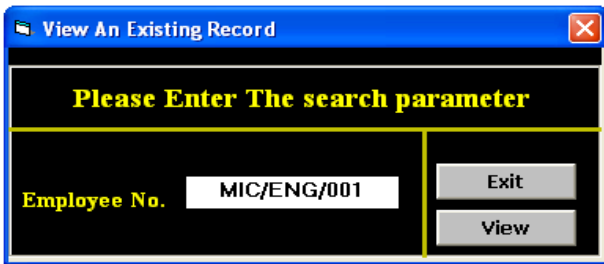 View An Existing Record
Please Enter The search parameter
Employee No.
MIC/ENG/001
Exit
View